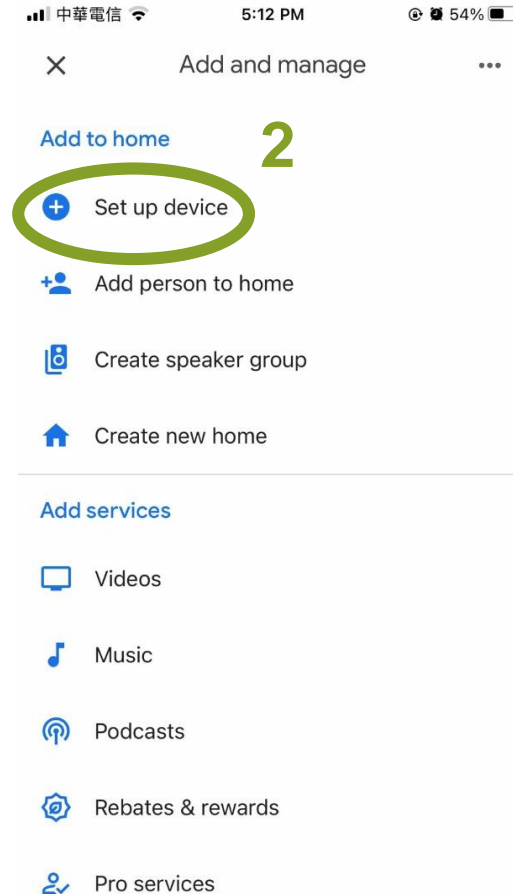 中華電信 5:12 PM 54%
Add and manage
Add to home
2
Set up device
Add person to home
Create speaker group
Create new home
Add services
Videos
Music
Podcasts
Rebates & rewards
Pro services